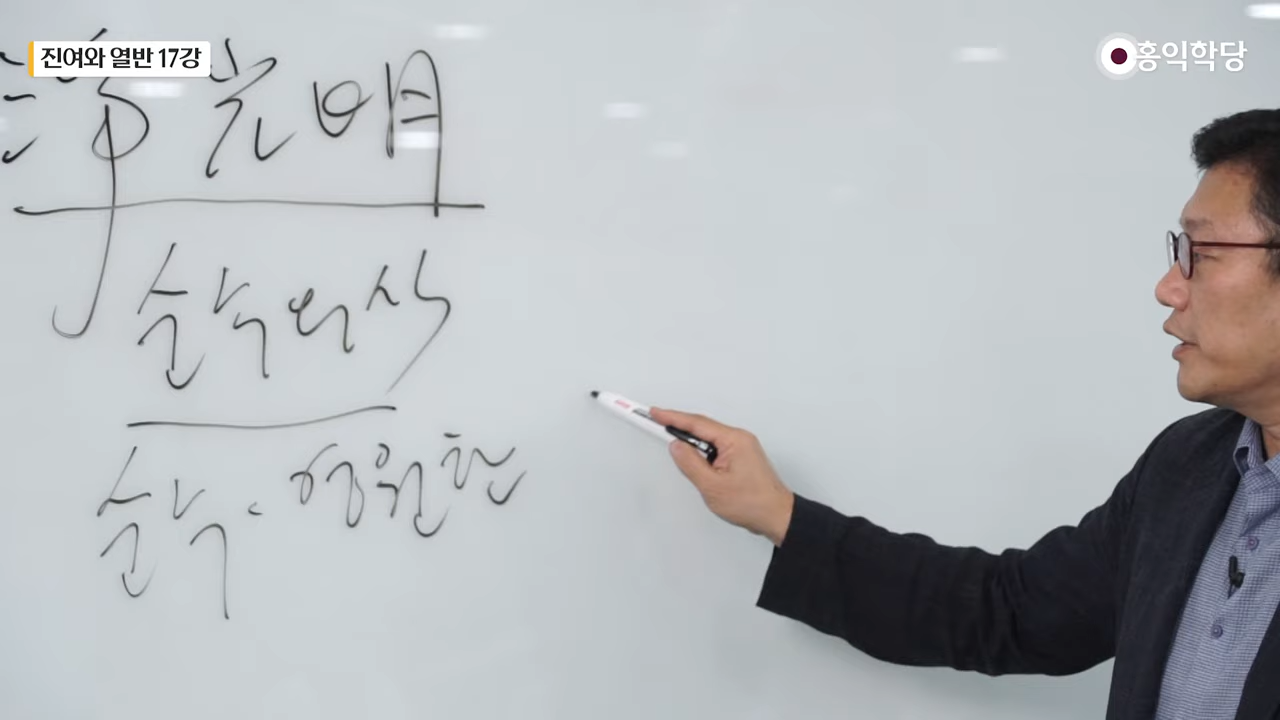 진여와 열반 17강
홍익학당
淨光明
순수의식
순수·영원한